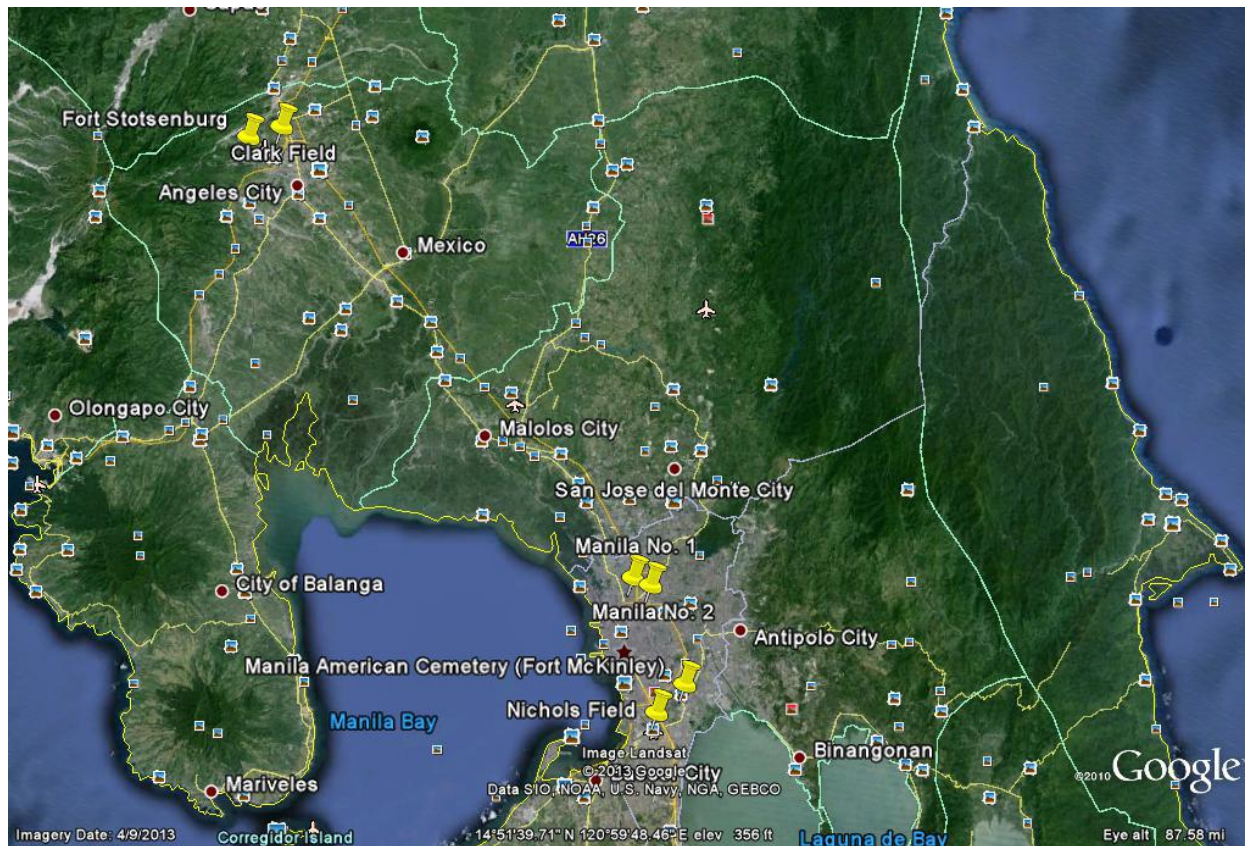 Fort Stotsenburg
Clark Field
Angeles City
Mexico
AH26
Olongapo City
Malolos City
San Jose del Monte City
Manila No. 1
City of Balanga
Manila No. 2
Antipolo City
Manila American Cemetery (Fort McKinley)
Nichols Field
Manila Bay
Binangonan
Image Landsat
© 2013 Google
City
Data SIO, NOAA, U.S. Navy, NGA, GEBCO
©2010 Google
Mariveles
Imagery Date: 4/9/2013
Corregidor Island
14°51'39.71" N 120°59'48.46" E elev 356 ft
Laguna de Bay
Eye alt 87.58 mi